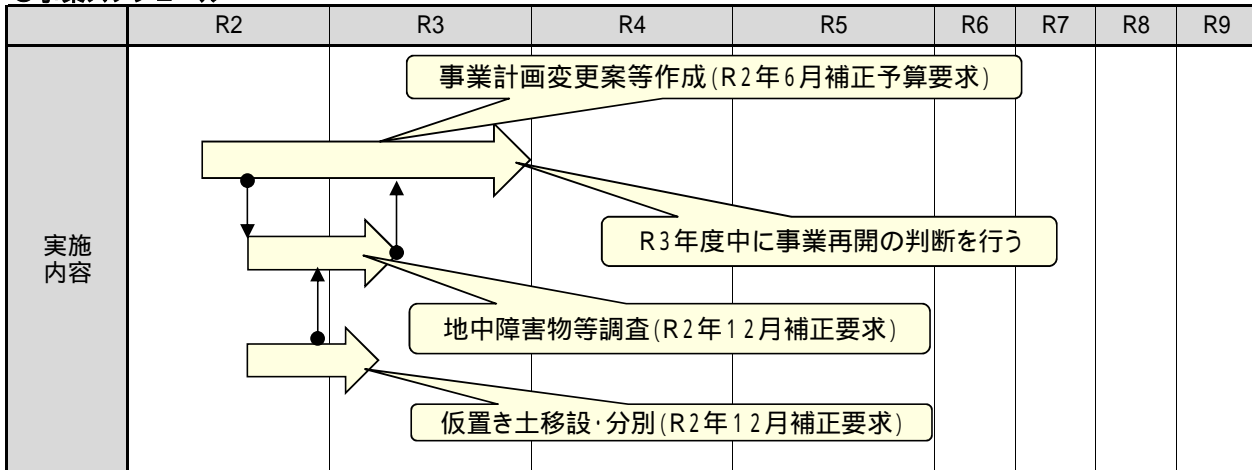 R2 R3 R4 R5 R6 R7 R8 R9
事業計画変更案等作成(R2年6月補正予算要求)
実施
内容
R3年度中に事業再開の判断を行う
地中障害物等調査(R2年12月補正要求)
仮置き土移設・分別(R2年12月補正要求)